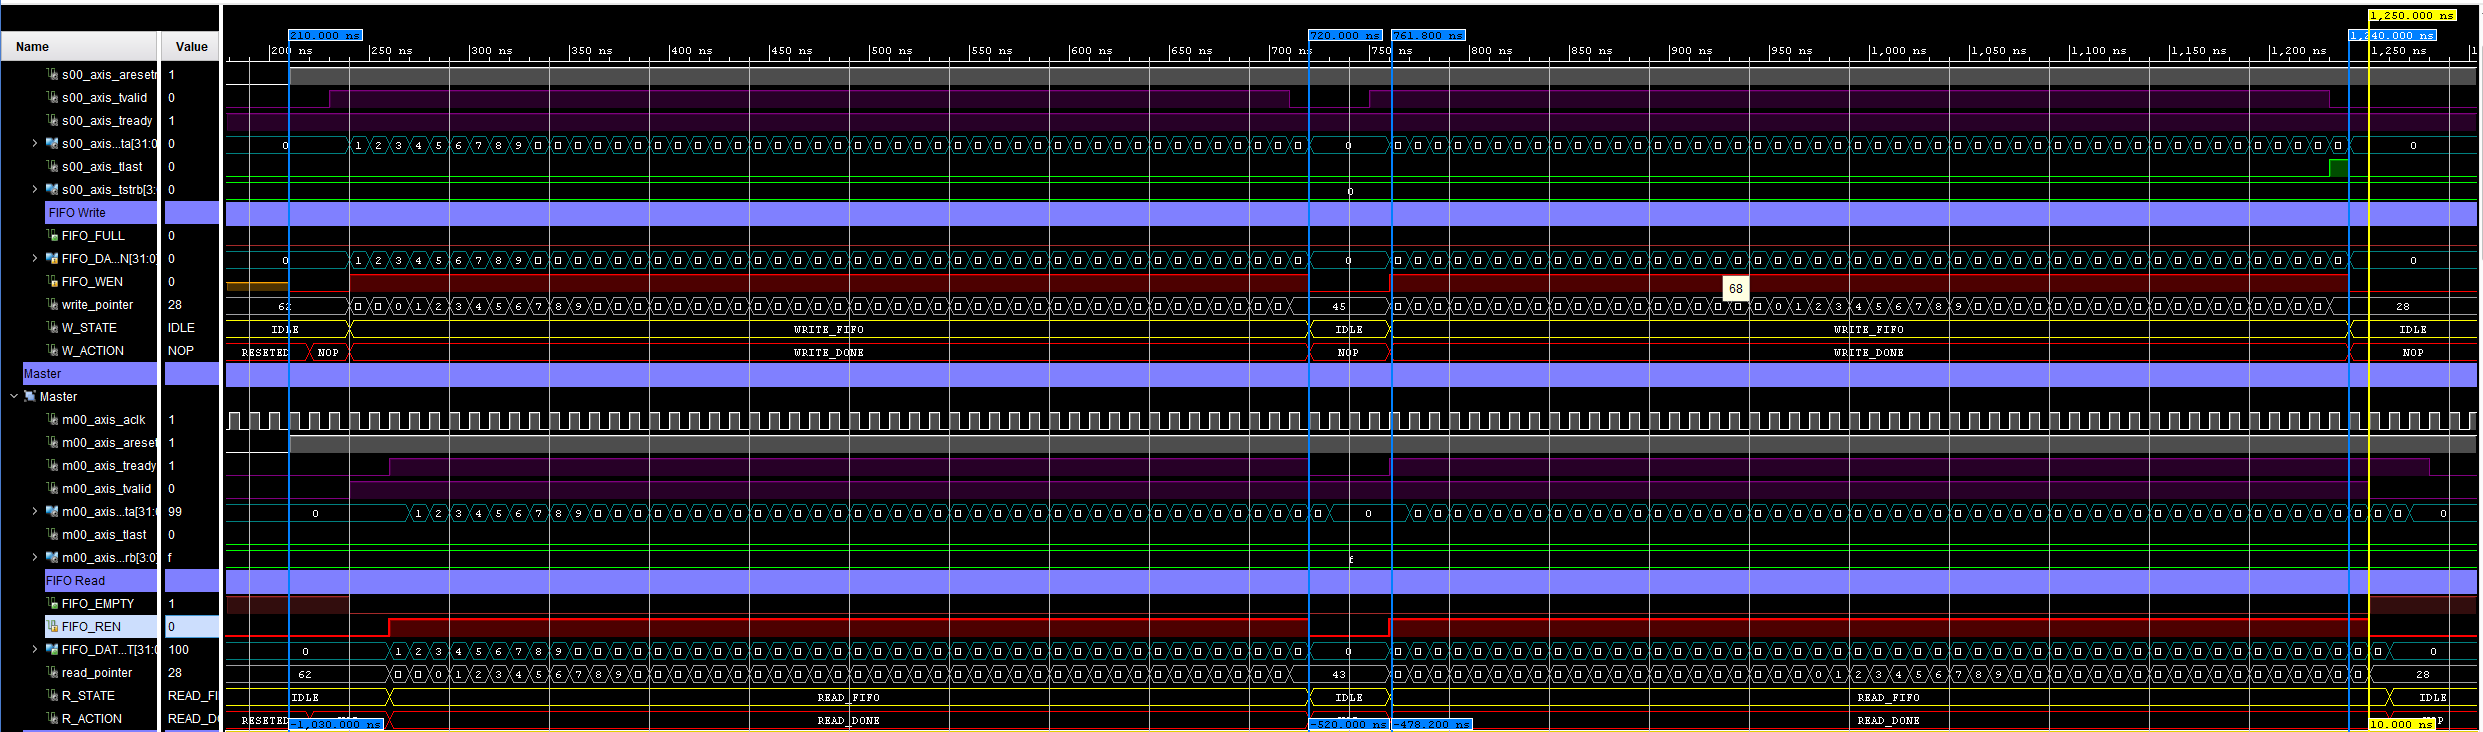 1,250.000 ns
210.000 ns 720.000 ns 761.800 ns 1,240.000 ns
Name Value
200 ns 250 ns 300 ns 350 ns 400 ns 450 ns 500 ns 550 ns 600 ns 650 ns 700 ns 750 ns 800 ns 850 ns 900 ns 950 ns 1,000 ns 1,050 ns 1,100 ns 1,150 ns 1,200 ns 1,250 ns
s00_axis_aresetr 1
s00_axis_tvalid 0
s00_axis_tready 1
s00_axis...ta[31:0 0 0 1 2 3 4 5 6 7 8 9 0 0
s00_axis_tlast 0
s00_axis_tstrb[3: 0 0
FIFO Write
FIFO_FULL 0
FIFO_DA...N[31:0] 0 0 1 2 3 4 5 6 7 8 9 0 0
FIFO_WEN 0
68
write_pointer 28 62 0 1 2 3 4 5 6 7 8 9 45 0 1 2 3 4 5 6 7 8 9 28
W_STATE IDLE IDLE WRITE_FIFO IDLE WRITE_FIFO IDLE
W_ACTION NOP RESETED NOP WRITE_DONE NOP WRITE_DONE NOP
Master
Master
m00_axis_aclk 1
m00_axis_areset 1
m00_axis_tready 1
m00_axis_tvalid 0
m00_axis...ta[31:( 99 0 1 2 3 4 5 6 7 8 9 0 0
m00_axis_tlast 0
m00_axis...rb[3:0] f f
FIFO Read
FIFO_EMPTY 1
FIFO_REN 0
FIFO_DAT...T[31:0 100 0 1 2 3 4 5 6 7 8 9 0 0
read_pointer 28 62 0 1 2 3 4 5 6 7 8 9 43 0 1 2 3 4 5 6 7 8 9 28
R_STATE READ_FI IDLE READ_FIFO IDLE READ_FIFO IDLE
R_ACTION READ_D RESETED READ_DONE READ_DONE
-1,030.000 ns -520.000 ns -478.200 ns 10.000 ns